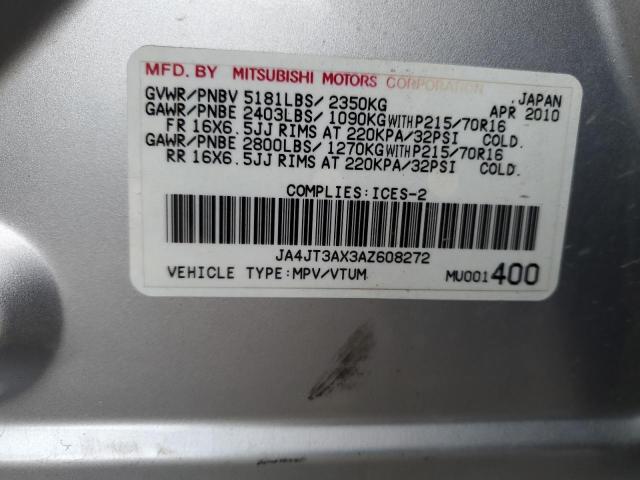 MFD. BY MITSUBISHI MOTORS CORPORATION
GVWR/PNBV 5181LBS/ 2350KG JAPAN
GAWR/PNBE 2403LBS/ 1090KG WITH P215/70R16 APR 2010
FR 16X6.5JJ RIMS AT 220KPA/32PSI COLD.
GAWR/PNBE 2800LBS/ 1270KG WITH P215/70R16
RR 16X6.5JJ RIMS AT 220KPA/32PSI COLD.
COMPLIES:ICES-2
JA4JT3AX3AZ608272
VEHICLE TYPE:MPV/VTUM MU001400